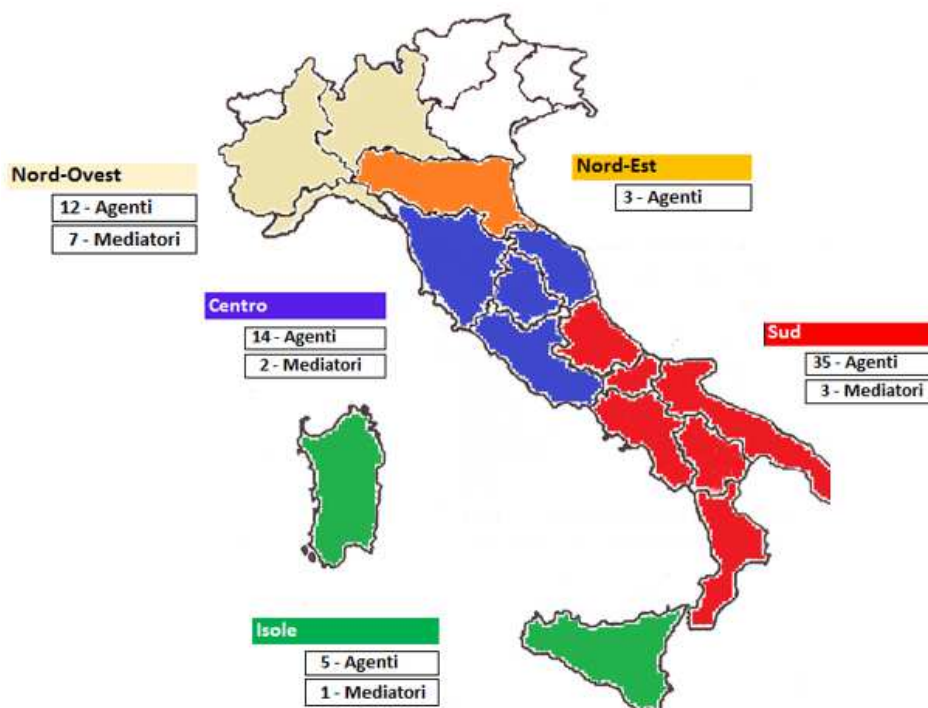 Nord-Ovest
12 - Agenti
7 - Mediatori
Nord-Est
3 - Agenti
Centro
14 - Agenti
2 - Mediatori
Sud
35 - Agenti
3 - Mediatori
Isole
5 - Agenti
1 - Mediatori